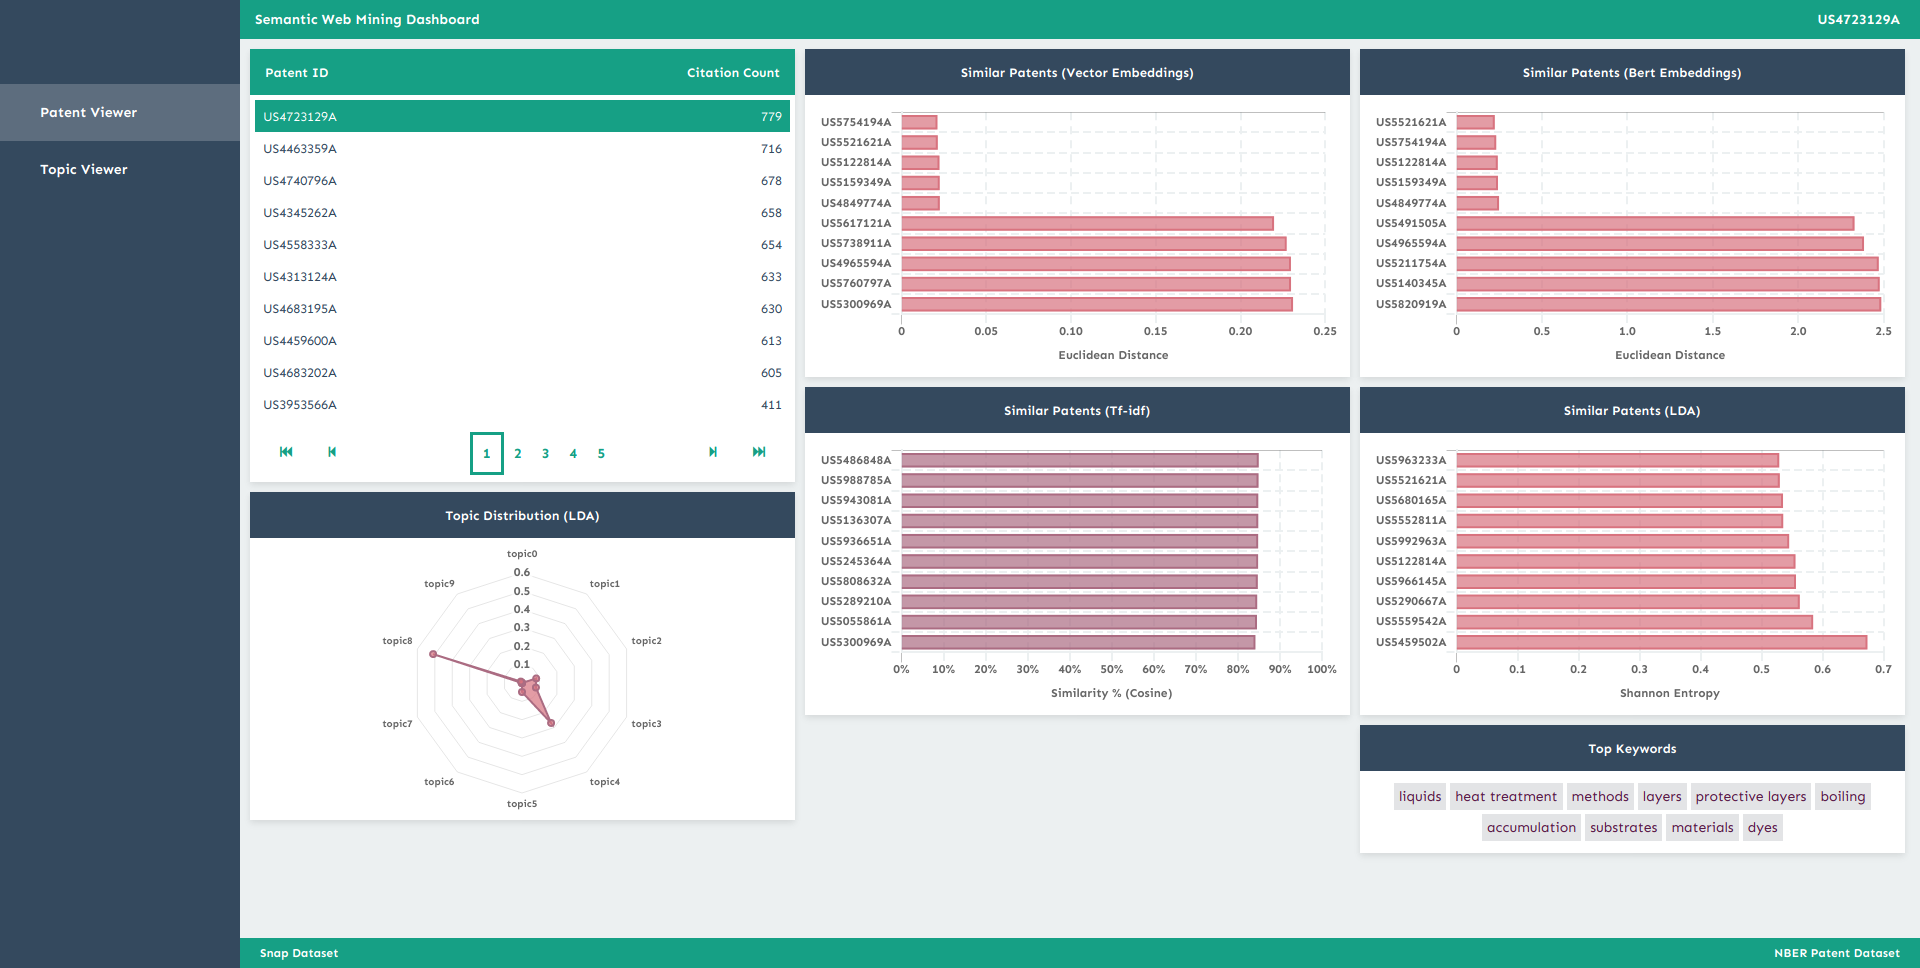 Semantic Web Mining Dashboard
US4723129A
Patent Viewer
Topic Viewer
Patent ID Citation Count
US4723129A 779
US4463359A 716
US4740796A 678
US4345262A 658
US4558333A 654
US4313124A 633
US4683195A 630
US4459600A 613
US4683202A 605
US3953566A 411
1 2 3 4 5
Topic Distribution (LDA)
topic0
topic1
topic2
topic3
topic4
topic5
topic6
topic7
topic8
topic9
0.6
0.5
0.4
0.3
0.2
0.1
Similar Patents (Vector Embeddings)
US5754194A
US5521621A
US5122814A
US5159349A
US4849774A
US5617121A
US5738911A
US4965594A
US5760797A
US5300969A
0 0.05 0.10 0.15 0.20 0.25
Euclidean Distance
Similar Patents (Bert Embeddings)
US5521621A
US5754194A
US5122814A
US5159349A
US4849774A
US5491505A
US4965594A
US5211754A
US5140345A
US5820919A
0 0.5 1.0 1.5 2.0 2.5
Euclidean Distance
Similar Patents (Tf-idf)
US5486848A
US5988785A
US5943081A
US5136307A
US5936651A
US5245364A
US5808632A
US5289210A
US5055861A
US5300969A
0% 10% 20% 30% 40% 50% 60% 70% 80% 90% 100%
Similarity % (Cosine)
Similar Patents (LDA)
US5963233A
US5521621A
US5680165A
US5552811A
US5992963A
US5122814A
US5966145A
US5290667A
US5559542A
US5459502A
0 0.1 0.2 0.3 0.4 0.5 0.6 0.7
Shannon Entropy
Top Keywords
liquids heat treatment methods layers protective layers boiling
accumulation substrates materials dyes
Snap Dataset
NBER Patent Dataset